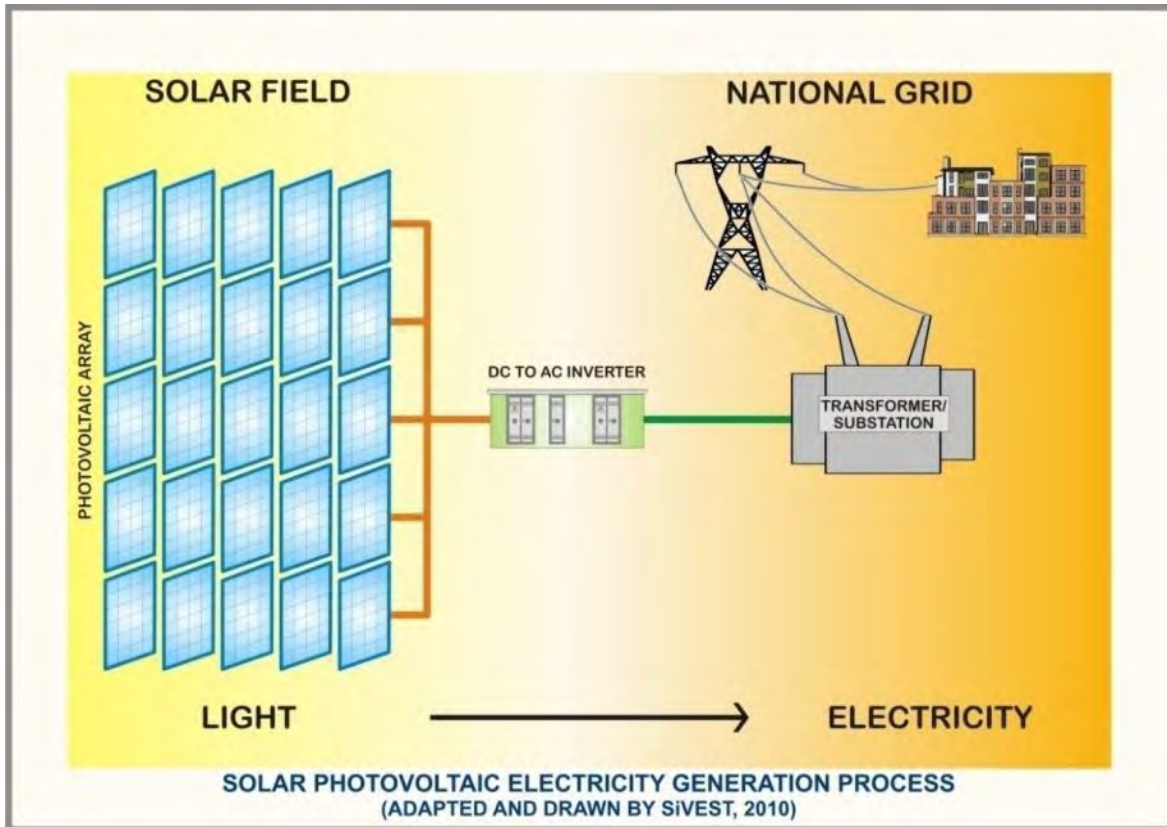 SOLAR FIELD
NATIONAL GRID
PHOTOVOLTAIC ARRAY
DC TO AC INVERTER
TRANSFORMER/
SUBSTATION
LIGHT
ELECTRICITY
SOLAR PHOTOVOLTAIC ELECTRICITY GENERATION PROCESS
(ADAPTED AND DRAWN BY SiVEST, 2010)